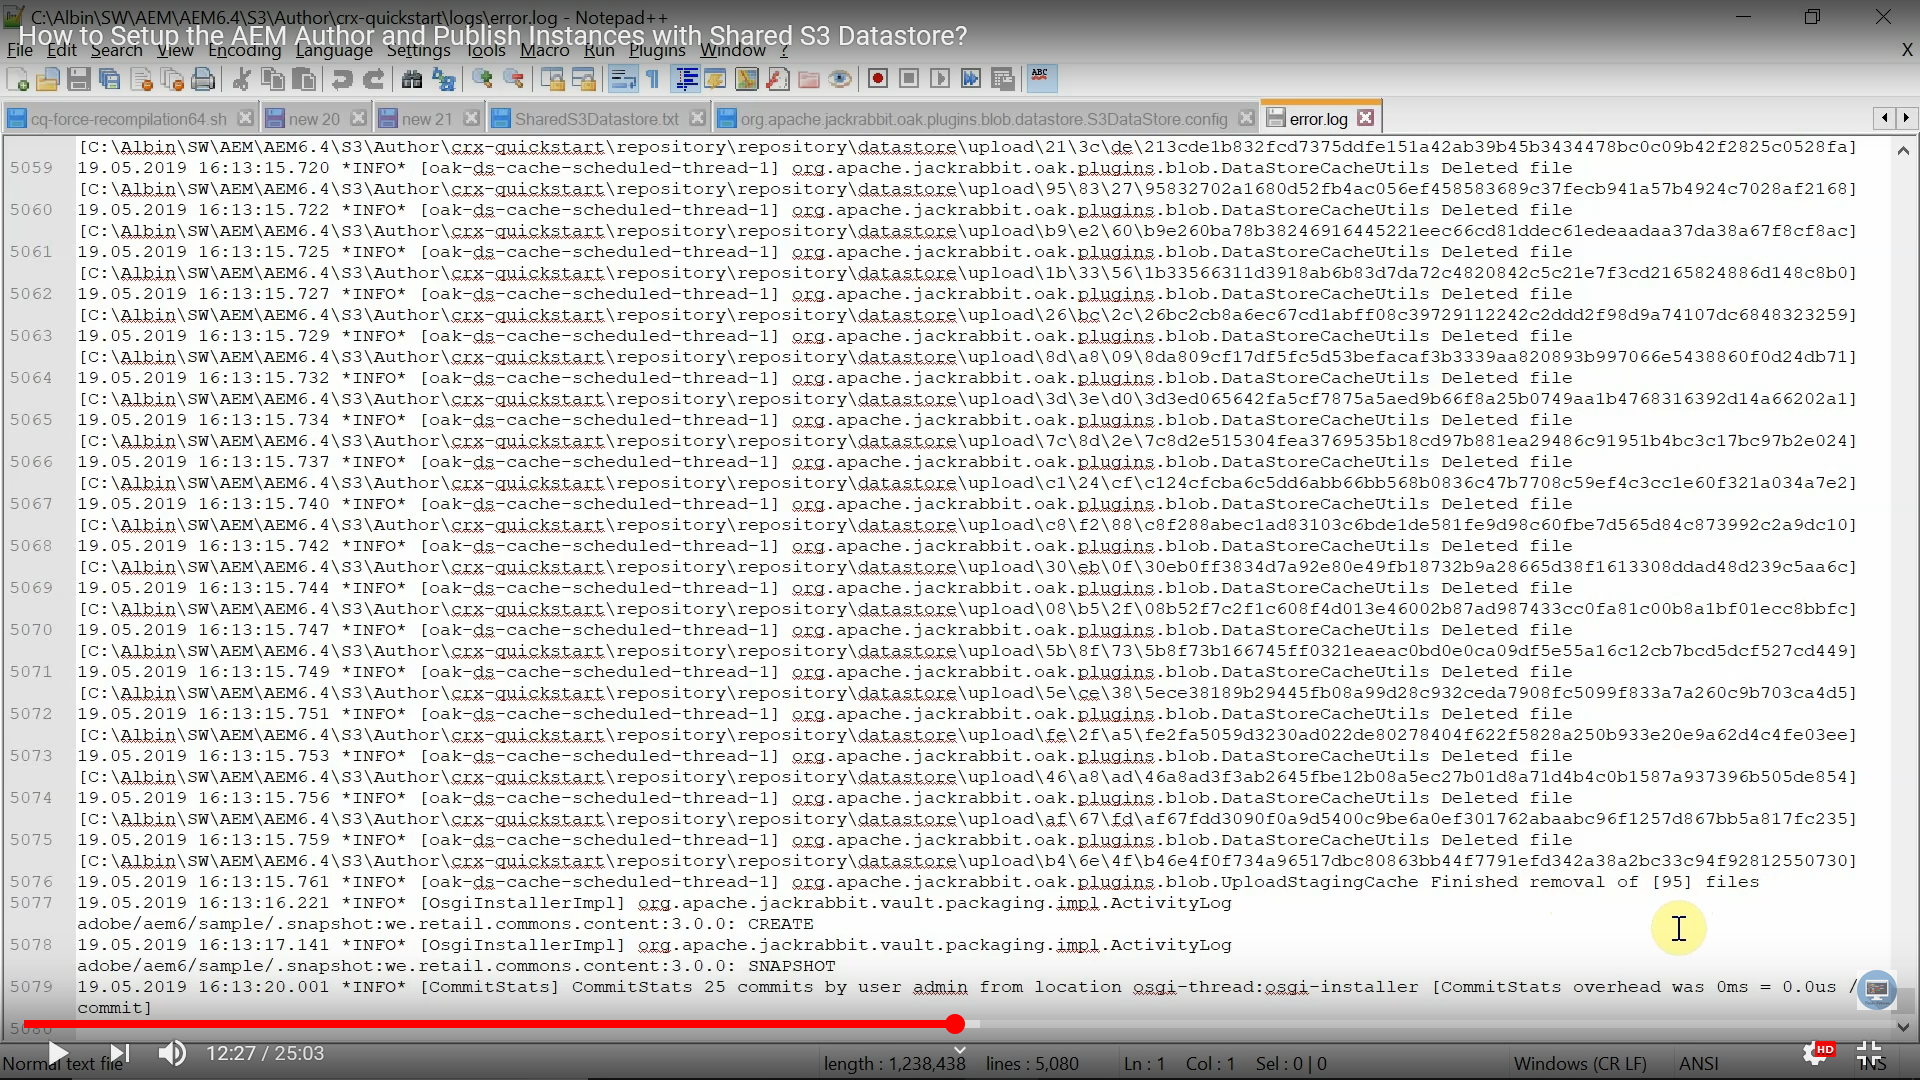 C:\Albin\SW\AEM\AEM6.4\S3\Author\crx-quickstart\logs\error.log - Notepad++
How to Setup the AEM Author and Publish Instances with Shared S3 Datastore?
File Edit Search View Encoding Language Settings Tools Macro Run Plugins Window ? X
ABC
cq-force-recompilation64.sh new 20 new 21 SharedS3Datastore.txt org.apache.jackrabbit.oak.plugins.blob.datastore.S3DataStore.config error.log
[C:\Albin\SW\AEM\AEM6.4\S3\Author\crx-quickstart\repository\repository\datastore\upload\21\3c\de\213cde1b832fcd7375ddfe151a42ab39b45b3434478bc0c09b42f2825c0528fa]
5059 19.05.2019 16:13:15.720 *INFO* [oak-ds-cache-scheduled-thread-1] org.apache.jackrabbit.oak.plugins.blob.DataStoreCacheUtils Deleted file
[C:\Albin\SW\AEM\AEM6.4\S3\Author\crx-quickstart\repository\repository\datastore\upload\95\83\27\95832702a1680d52fb4ac056ef458583689c37fecb941a57b4924c7028af2168]
5060 19.05.2019 16:13:15.722 *INFO* [oak-ds-cache-scheduled-thread-1] org.apache.jackrabbit.oak.plugins.blob.DataStoreCacheUtils Deleted file
[C:\Albin\SW\AEM\AEM6.4\S3\Author\crx-quickstart\repository\repository\datastore\upload\b9\e2\60\b9e260ba78b38246916445221eec66cd81ddec61edeaadaa37da38a67f8cf8ac]
5061 19.05.2019 16:13:15.725 *INFO* [oak-ds-cache-scheduled-thread-1] org.apache.jackrabbit.oak.plugins.blob.DataStoreCacheUtils Deleted file
[C:\Albin\SW\AEM\AEM6.4\S3\Author\crx-quickstart\repository\repository\datastore\upload\1b\33\56\1b33566311d3918ab6b83d7da72c4820842c5c21e7f3cd2165824886d148c8b0]
5062 19.05.2019 16:13:15.727 *INFO* [oak-ds-cache-scheduled-thread-1] org.apache.jackrabbit.oak.plugins.blob.DataStoreCacheUtils Deleted file
[C:\Albin\SW\AEM\AEM6.4\S3\Author\crx-quickstart\repository\repository\datastore\upload\26\bc\2c\26bc2cb8a6ec67cd1abff08c39729112242c2ddd2f98d9a74107dc6848323259]
5063 19.05.2019 16:13:15.729 *INFO* [oak-ds-cache-scheduled-thread-1] org.apache.jackrabbit.oak.plugins.blob.DataStoreCacheUtils Deleted file
[C:\Albin\SW\AEM\AEM6.4\S3\Author\crx-quickstart\repository\repository\datastore\upload\8d\a8\09\8da809cf17df5fc5d53befacaf3b3339aa820893b997066e5438860f0d24db71]
5064 19.05.2019 16:13:15.732 *INFO* [oak-ds-cache-scheduled-thread-1] org.apache.jackrabbit.oak.plugins.blob.DataStoreCacheUtils Deleted file
[C:\Albin\SW\AEM\AEM6.4\S3\Author\crx-quickstart\repository\repository\datastore\upload\3d\3e\d0\3d3ed065642fa5cf7875a5aed9b66f8a25b0749aa1b4768316392d14a66202a1]
5065 19.05.2019 16:13:15.734 *INFO* [oak-ds-cache-scheduled-thread-1] org.apache.jackrabbit.oak.plugins.blob.DataStoreCacheUtils Deleted file
[C:\Albin\SW\AEM\AEM6.4\S3\Author\crx-quickstart\repository\repository\datastore\upload\7c\8d\2e\7c8d2e515304fea3769535b18cd97b881ea29486c91951b4bc3c17bc97b2e024]
5066 19.05.2019 16:13:15.737 *INFO* [oak-ds-cache-scheduled-thread-1] org.apache.jackrabbit.oak.plugins.blob.DataStoreCacheUtils Deleted file
[C:\Albin\SW\AEM\AEM6.4\S3\Author\crx-quickstart\repository\repository\datastore\upload\c1\24\cf\c124cfcba6c5dd6abb66bb568b0836c47b7708c59ef4c3cc1e60f321a034a7e2]
5067 19.05.2019 16:13:15.740 *INFO* [oak-ds-cache-scheduled-thread-1] org.apache.jackrabbit.oak.plugins.blob.DataStoreCacheUtils Deleted file
[C:\Albin\SW\AEM\AEM6.4\S3\Author\crx-quickstart\repository\repository\datastore\upload\c8\f2\88\c8f288abec1ad83103c6bde1de581fe9d98c60fbe7d565d84c873992c2a9dc10]
5068 19.05.2019 16:13:15.742 *INFO* [oak-ds-cache-scheduled-thread-1] org.apache.jackrabbit.oak.plugins.blob.DataStoreCacheUtils Deleted file
[C:\Albin\SW\AEM\AEM6.4\S3\Author\crx-quickstart\repository\repository\datastore\upload\30\eb\0f\30eb0ff3834d7a92e80e49fb18732b9a28665d38f1613308ddad48d239c5aa6c]
5069 19.05.2019 16:13:15.744 *INFO* [oak-ds-cache-scheduled-thread-1] org.apache.jackrabbit.oak.plugins.blob.DataStoreCacheUtils Deleted file
[C:\Albin\SW\AEM\AEM6.4\S3\Author\crx-quickstart\repository\repository\datastore\upload\08\b5\2f\08b52f7c2f1c608f4d013e46002b87ad987433cc0fa81c00b8a1bf01ecc8bbfc]
5070 19.05.2019 16:13:15.747 *INFO* [oak-ds-cache-scheduled-thread-1] org.apache.jackrabbit.oak.plugins.blob.DataStoreCacheUtils Deleted file
[C:\Albin\SW\AEM\AEM6.4\S3\Author\crx-quickstart\repository\repository\datastore\upload\5b\8f\73\5b8f73b166745ff0321eaeac0bd0e0ca09df5e55a16c12cb7bcd5dcf527cd449]
5071 19.05.2019 16:13:15.749 *INFO* [oak-ds-cache-scheduled-thread-1] org.apache.jackrabbit.oak.plugins.blob.DataStoreCacheUtils Deleted file
[C:\Albin\SW\AEM\AEM6.4\S3\Author\crx-quickstart\repository\repository\datastore\upload\5e\ce\38\5ece38189b29445fb08a99d28c932ceda7908fc5099f833a7a260c9b703ca4d5]
5072 19.05.2019 16:13:15.751 *INFO* [oak-ds-cache-scheduled-thread-1] org.apache.jackrabbit.oak.plugins.blob.DataStoreCacheUtils Deleted file
[C:\Albin\SW\AEM\AEM6.4\S3\Author\crx-quickstart\repository\repository\datastore\upload\fe\2f\a5\fe2fa5059d3230ad022de80278404f622f5828a250b933e20e9a62d4c4fe03ee]
5073 19.05.2019 16:13:15.753 *INFO* [oak-ds-cache-scheduled-thread-1] org.apache.jackrabbit.oak.plugins.blob.DataStoreCacheUtils Deleted file
[C:\Albin\SW\AEM\AEM6.4\S3\Author\crx-quickstart\repository\repository\datastore\upload\46\a8\ad\46a8ad3f3ab2645fbe12b08a5ec27b01d8a71d4b4c0b1587a937396b505de854]
5074 19.05.2019 16:13:15.756 *INFO* [oak-ds-cache-scheduled-thread-1] org.apache.jackrabbit.oak.plugins.blob.DataStoreCacheUtils Deleted file
[C:\Albin\SW\AEM\AEM6.4\S3\Author\crx-quickstart\repository\repository\datastore\upload\af\67\fd\af67fdd3090f0a9d5400c9be6a0ef301762abaabc96f1257d867bb5a817fc235]
5075 19.05.2019 16:13:15.759 *INFO* [oak-ds-cache-scheduled-thread-1] org.apache.jackrabbit.oak.plugins.blob.DataStoreCacheUtils Deleted file
[C:\Albin\SW\AEM\AEM6.4\S3\Author\crx-quickstart\repository\repository\datastore\upload\b4\6e\4f\b46e4f0f734a96517dbc80863bb44f7791efd342a38a2bc33c94f92812550730]
5076 19.05.2019 16:13:15.761 *INFO* [oak-ds-cache-scheduled-thread-1] org.apache.jackrabbit.oak.plugins.blob.UploadStagingCache Finished removal of [95] files
5077 19.05.2019 16:13:16.221 *INFO* [OsgiInstallerImpl] org.apache.jackrabbit.vault.packaging.impl.ActivityLog
adobe/aem6/sample/.snapshot:we.retail.commons.content:3.0.0: CREATE
5078 19.05.2019 16:13:17.141 *INFO* [OsgiInstallerImpl] org.apache.jackrabbit.vault.packaging.impl.ActivityLog
adobe/aem6/sample/.snapshot:we.retail.commons.content:3.0.0: SNAPSHOT
5079 19.05.2019 16:13:20.001 *INFO* [CommitStats] CommitStats 25 commits by user admin from location osgi-thread:osgi-installer [CommitStats overhead was 0ms = 0.0us /
commit]
5080
12:27 / 25:03
HD
Normal text file length : 1,238,438 lines : 5,080 Ln : 1 Col : 1 Sel : 0 | 0 Windows (CR LF) ANSI INS